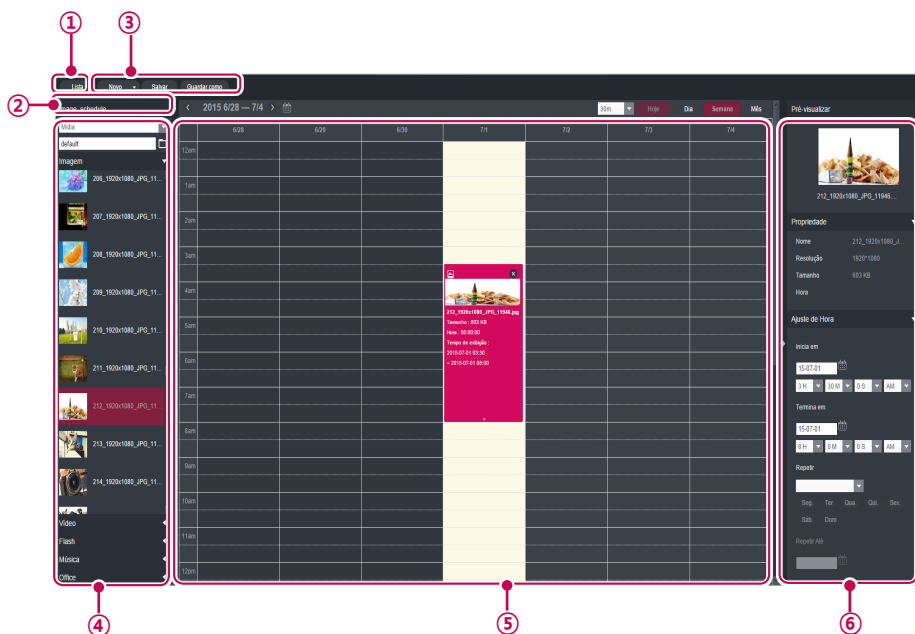 ① ③
Lista Novo Salvar Guardar como
②
image_schedule 2015 6/28 — 7/4 30m Hoje Dia Semana Mês Pré-visualizar
Mídia
default
Imagem
206_1920x1080_JPG_11...
207_1920x1080_JPG_11...
208_1920x1080_JPG_11...
209_1920x1080_JPG_11...
210_1920x1080_JPG_11...
211_1920x1080_JPG_11...
212_1920x1080_JPG_11...
213_1920x1080_JPG_11...
214_1920x1080_JPG_11...
Vídeo
Flash
Música
Office
6/28 6/29 6/30 7/1 7/2 7/3 7/4
12am
1am
2am
3am
4am
5am
6am
7am
8am
9am
10am
11am
12pm
212_1920x1080_JPG_11946.jpg
Tamanho : 603 KB
Hora : 00:00:00
Tempo de exibição :
2015-07-01 03:30
~ 2015-07-01 08:00
212_1920x1080_JPG_11946....
Propriedade
Nome 212_1920x1080_J...
Resolução 1920*1080
Tamanho 603 KB
Hora
Ajuste de Hora
Inicia em
15-07-01
3 H 30 M 0 S AM
Termina em
15-07-01
8 H 0 M 0 S AM
Repetir
Seg. Ter Qua. Qui. Sex.
Sáb. Dom
Repetir Até
④ ⑤ ⑥